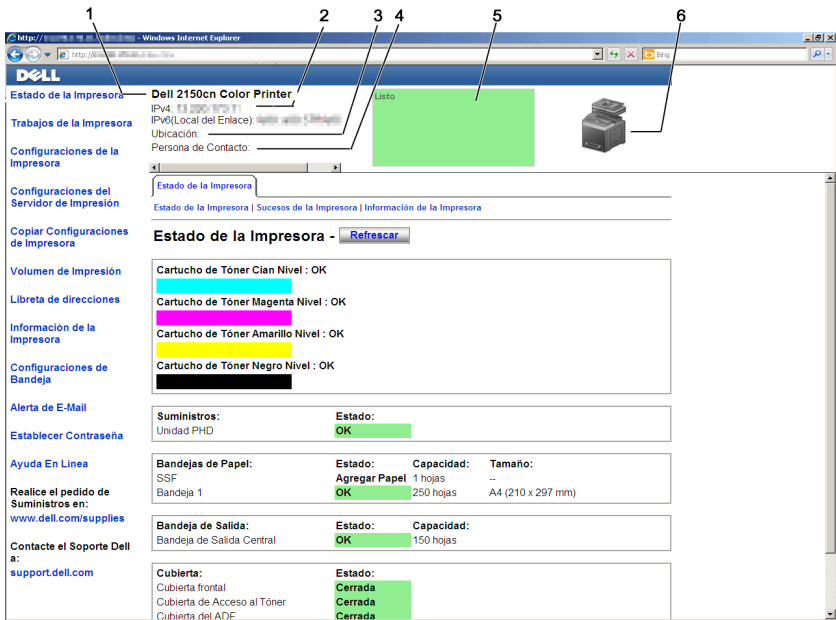 1 2 3 4 5 6
http:// - Windows Internet Explorer
http://
Bing
DELL
Estado de la Impresora
Trabajos de la Impresora
Configuraciones de la
Impresora
Configuraciones del
Servidor de Impresión
Copiar Configuraciones
de Impresora
Volumen de Impresión
Libreta de direcciones
Información de la
Impresora
Configuraciones de
Bandeja
Alerta de E-Mail
Establecer Contraseña
Ayuda En Linea
Realice el pedido de
Suministros en:
www.dell.com/supplies
Contacte el Soporte Dell
a:
support.dell.com
Dell 2150cn Color Printer
IPv4:
IPv6(Local del Enlace):
Ubicación:
Persona de Contacto:
Listo
Estado de la Impresora
Estado de la Impresora | Sucesos de la Impresora | Información de la Impresora
Estado de la Impresora - Refrescar
Cartucho de Tóner Cian Nivel : OK
Cartucho de Tóner Magenta Nivel : OK
Cartucho de Tóner Amarillo Nivel : OK
Cartucho de Tóner Negro Nivel : OK
Suministros: Estado:
Unidad PHD OK
Bandejas de Papel: Estado: Capacidad: Tamaño:
SSF Agregar Papel 1 hojas --
Bandeja 1 OK 250 hojas A4 (210 x 297 mm)
Bandeja de Salida: Estado: Capacidad:
Bandeja de Salida Central OK 150 hojas
Cubierta: Estado:
Cubierta frontal Cerrada
Cubierta de Acceso al Tóner Cerrada
Cubierta del ADF Cerrada